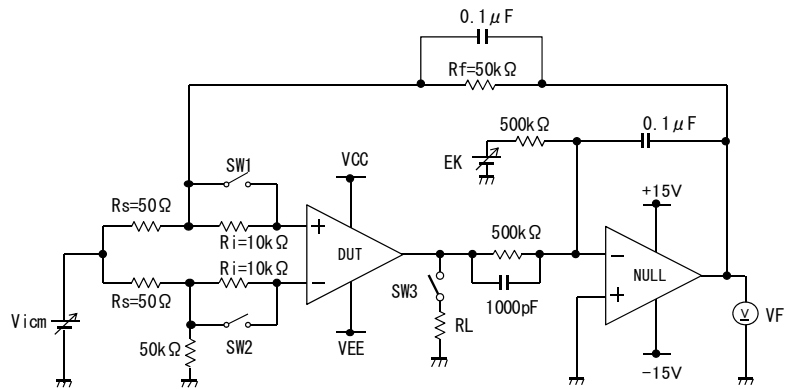 0.1μF
Rf=50kΩ
500kΩ
0.1μF
EK
SW1
VCC
+15V
Rs=50Ω
Ri=10kΩ
+
DUT
500kΩ
−
NULL
Ri=10kΩ
−
SW3
+
Rs=50Ω
1000pF
V
VF
Vicm
SW2
RL
50kΩ
VEE
−15V